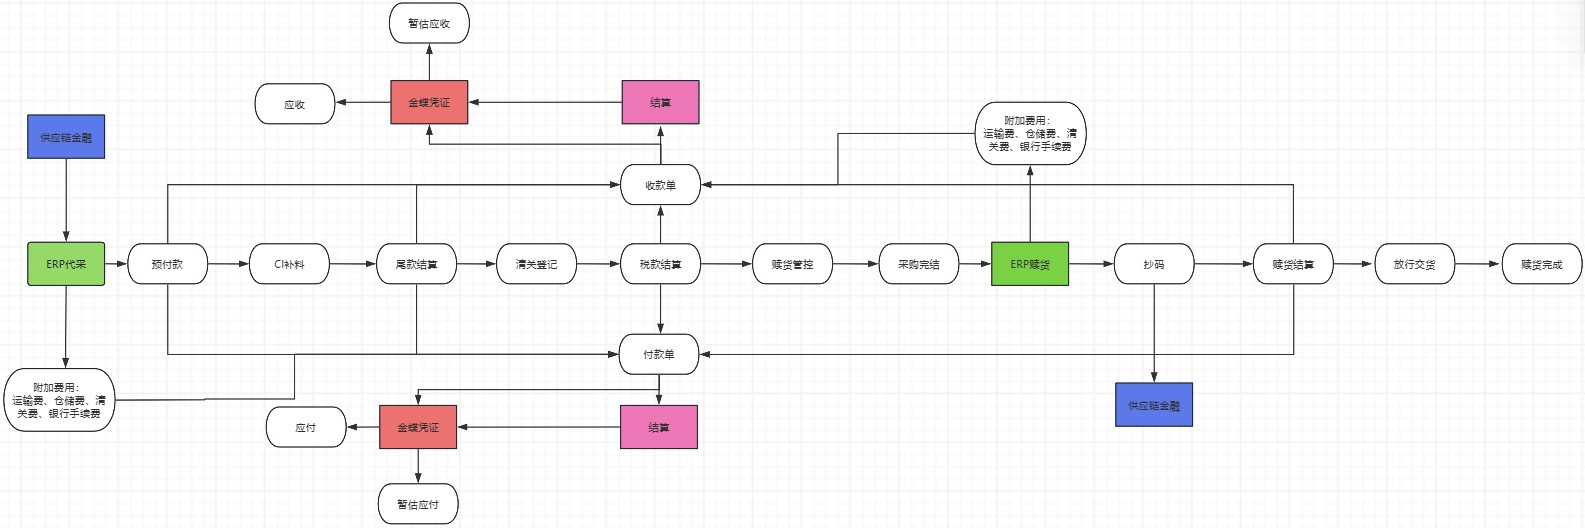 暂估应收
应收
金蝶凭证
结算
供应链金融
附加费用：
运输费、仓储费、清
关费、银行手续费
收款单
ERP代采
预付款
CI补料
尾款结算
清关登记
税款结算
赎货管控
采购完结
ERP赎货
抄码
赎货结算
放行交货
赎货完成
付款单
附加费用：
运输费、仓储费、清
关费、银行手续费
供应链金融
应付
金蝶凭证
结算
暂估应付